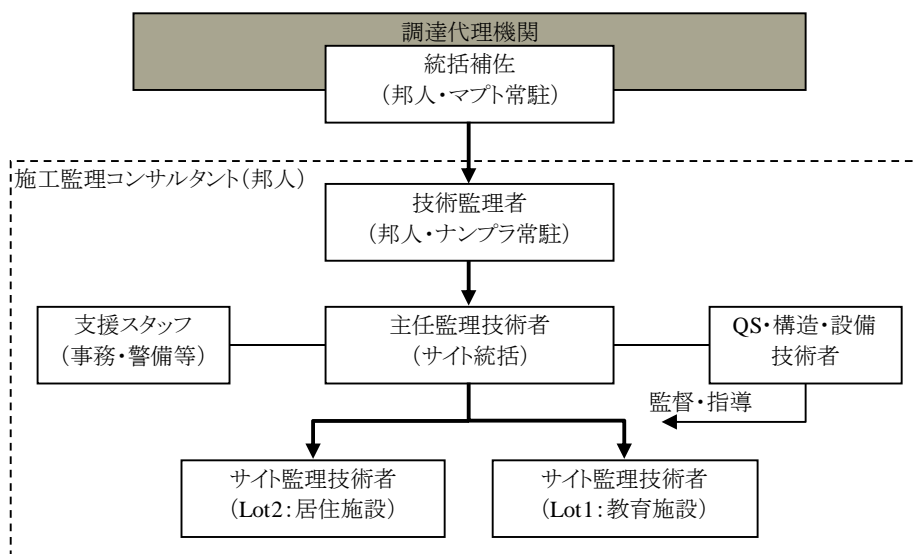 調達代理機関
統括補佐
(邦人・マプト常駐)
施工監理コンサルタント(邦人)
技術監理者
(邦人・ナンプラ常駐)
支援スタッフ
(事務・警備等)
主任監理技術者
(サイト統括)
QS・構造・設備
技術者
監督・指導
サイト監理技術者
(Lot2:居住施設)
サイト監理技術者
(Lot1:教育施設)